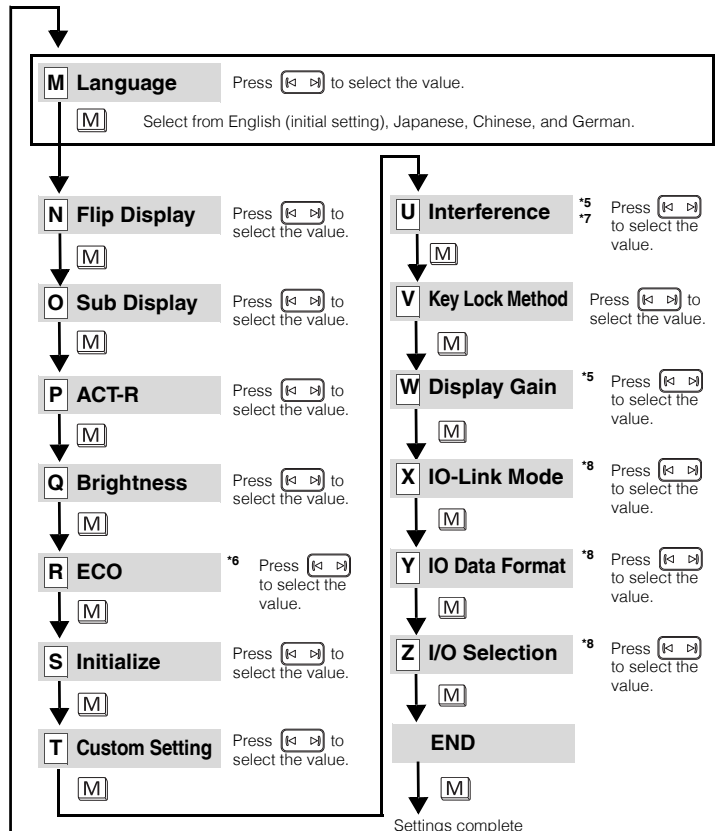 M Language Press to select the value.
M Select from English (initial setting), Japanese, Chinese, and German.
N Flip Display Press to
select the value.
M
O Sub Display Press to
select the value.
M
P ACT-R Press to
select the value.
M
Q Brightness Press to
select the value.
M
R ECO *6 Press
to select the
value.
M
S Initialize Press to
select the value.
M
T Custom Setting Press to
select the value.
M
U Interference *5 *7 Press
to select the
value.
M
V Key Lock Method Press to
select the value.
M
W Display Gain *5 Press
to select the
value.
M
X IO-Link Mode *8 Press
to select the
value.
M
Y IO Data Format *8 Press
to select the
value.
M
Z I/O Selection *8 Press
to select the
value.
M
END
M
Settings complete